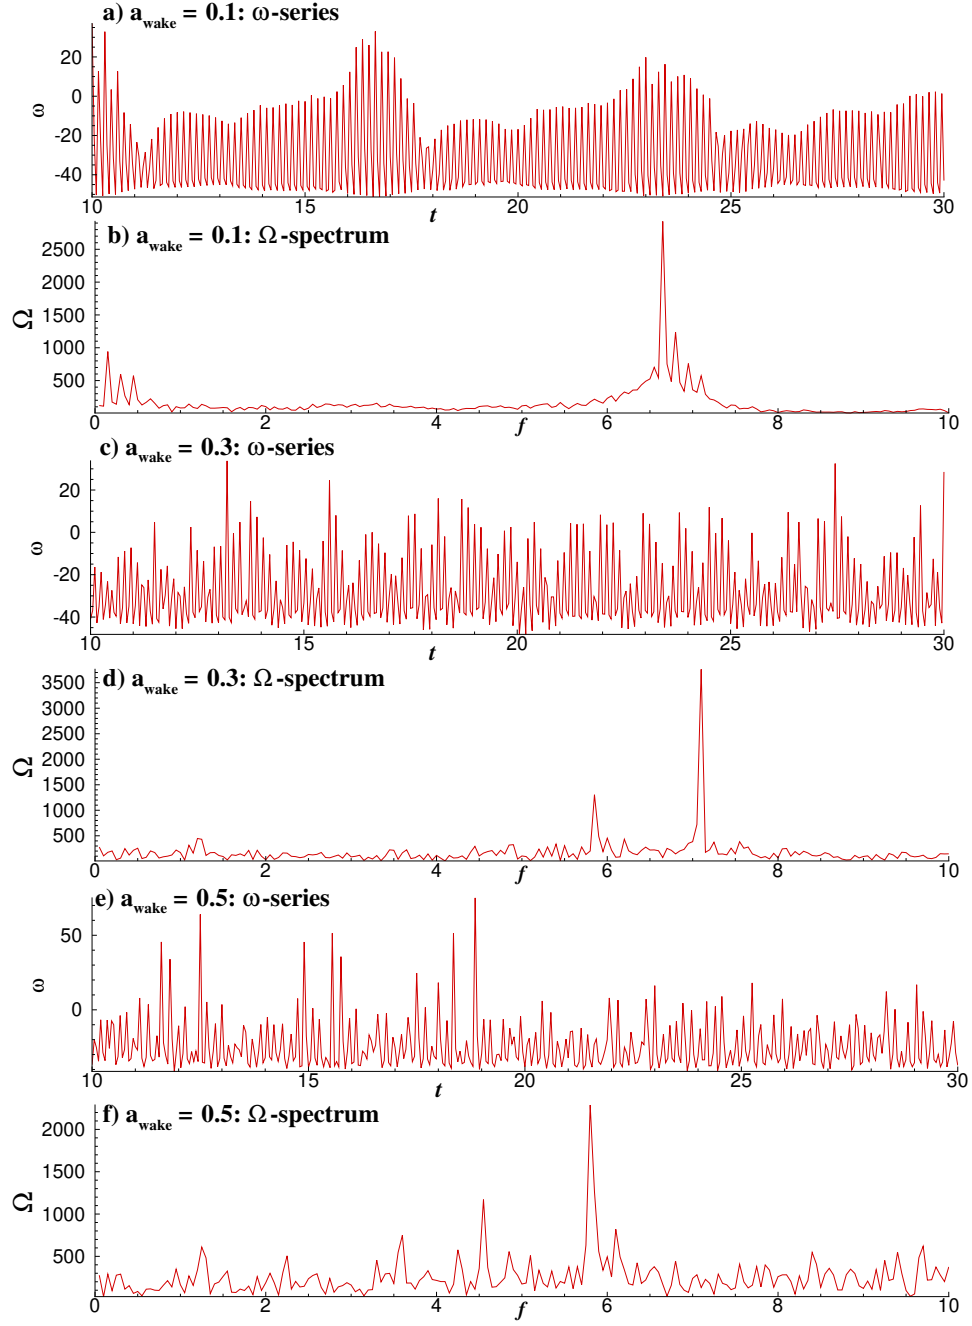 a) a_wake = 0.1: ω-series
20
0
-20
-40
ω
10 15 20 25 30
t
b) a_wake = 0.1: Ω-spectrum
2500
2000
1500
1000
500
Ω
0 2 4 6 8 10
f
c) a_wake = 0.3: ω-series
20
0
-20
-40
ω
10 15 20 25 30
t
d) a_wake = 0.3: Ω-spectrum
3500
3000
2500
2000
1500
1000
500
Ω
0 2 4 6 8 10
f
e) a_wake = 0.5: ω-series
50
0
ω
10 15 20 25 30
t
f) a_wake = 0.5: Ω-spectrum
2000
1500
1000
500
Ω
0 2 4 6 8 10
f